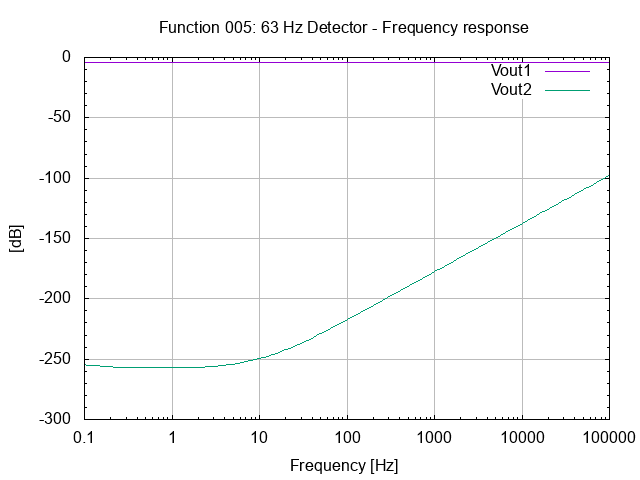 Function 005: 63 Hz Detector - Frequency response
0
Vout1
Vout2
-50
-100
[dB]
-150
-200
-250
-300
0.1 1 10 100 1000 10000 100000
Frequency [Hz]